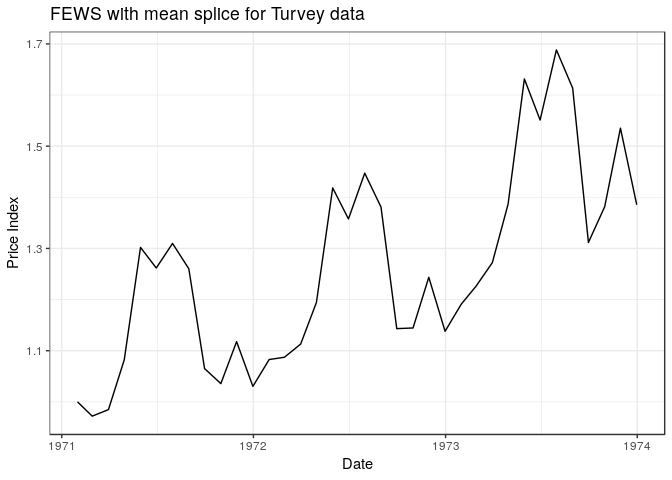 FEWS with mean splice for Turvey data
1.7
1.5
1.3
1.1
Price Index
1971
1972
1973
1974
Date